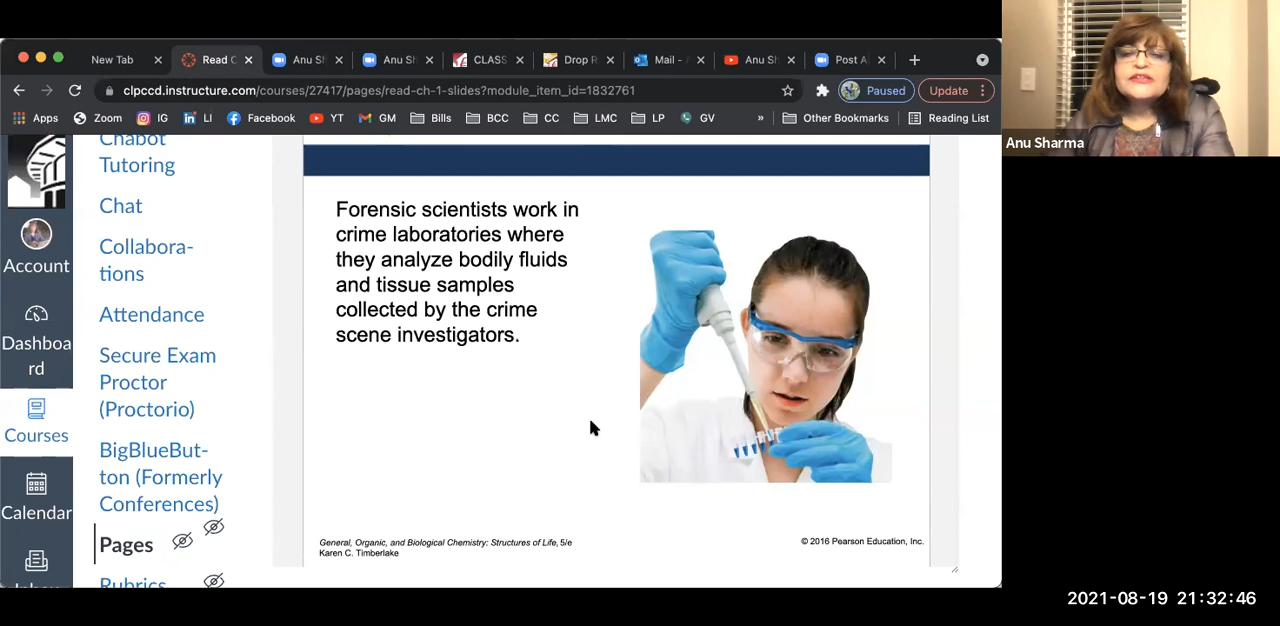 New Tab
Read C
Anu Sh
Anu Sh
CLASS
Drop R
Mail - A
Anu Sh
Post A
clpccd.instructure.com/courses/27417/pages/read-ch-1-slides?module_item_id=1832761
Paused
Update
Apps
Zoom
IG
LI
Facebook
YT
GM
Bills
BCC
CC
LMC
LP
GV
»
Other Bookmarks
Reading List
Anu Sharma
Account
Dashboa
rd
Courses
Calendar
Chabot
Tutoring
Chat
Collabora-
tions
Attendance
Secure Exam
Proctor
(Proctorio)
BigBlueBut-
ton (Formerly
Conferences)
Pages
Rubrics
Forensic scientists work in
crime laboratories where
they analyze bodily fluids
and tissue samples
collected by the crime
scene investigators.
General, Organic, and Biological Chemistry: Structures of Life, 5/e
Karen C. Timberlake
© 2016 Pearson Education, Inc.
2021-08-19 21:32:46